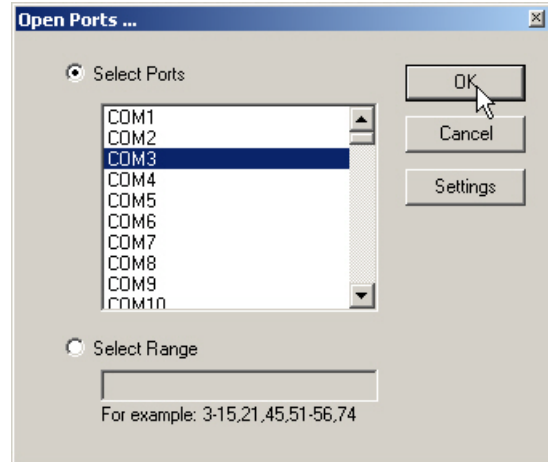 Open Ports ...
Select Ports
OK
COM1
COM2
COM3
COM4
COM5
COM6
COM7
COM8
COM9
COM10
Cancel
Settings
Select Range
For example: 3-15,21,45,51-56,74